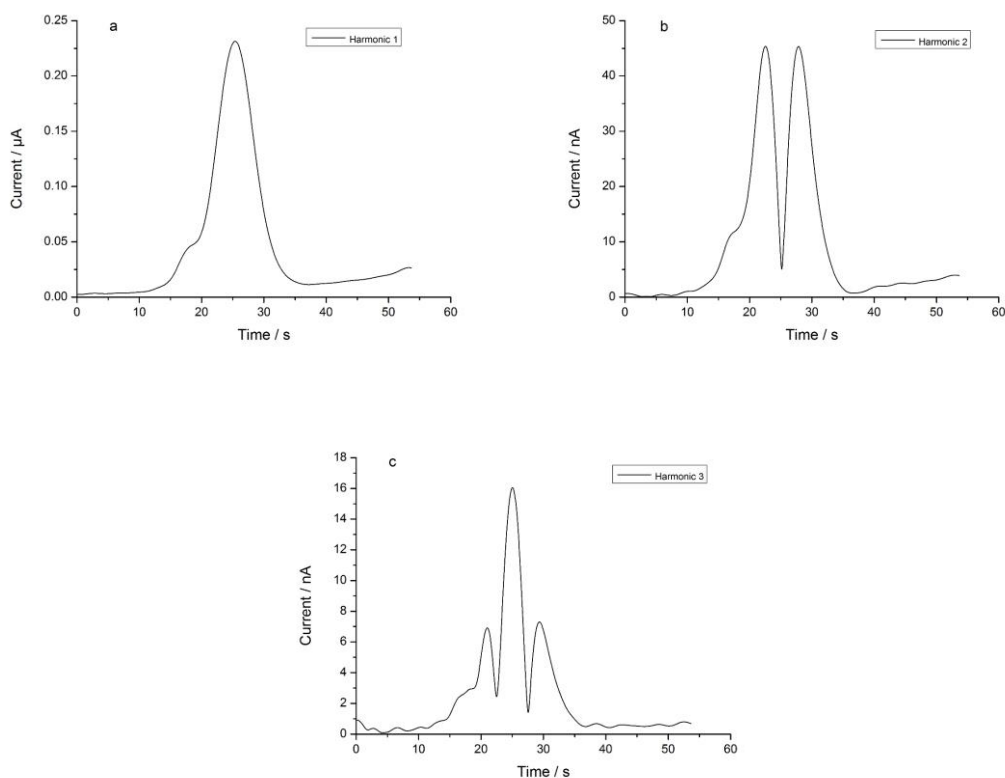 a
Harmonic 1
0.25
0.20
0.15
0.10
0.05
0.00
Current / µA
0 10 20 30 40 50 60
Time / s
b
Harmonic 2
50
45
30
10
50
0
Current / nA
0 10 20 30 40 50 60
Time / s
c
Harmonic 3
18
16
14
12
10
8
6
4
2
0
Current / nA
0 10 20 30 40 50 60
Time / s